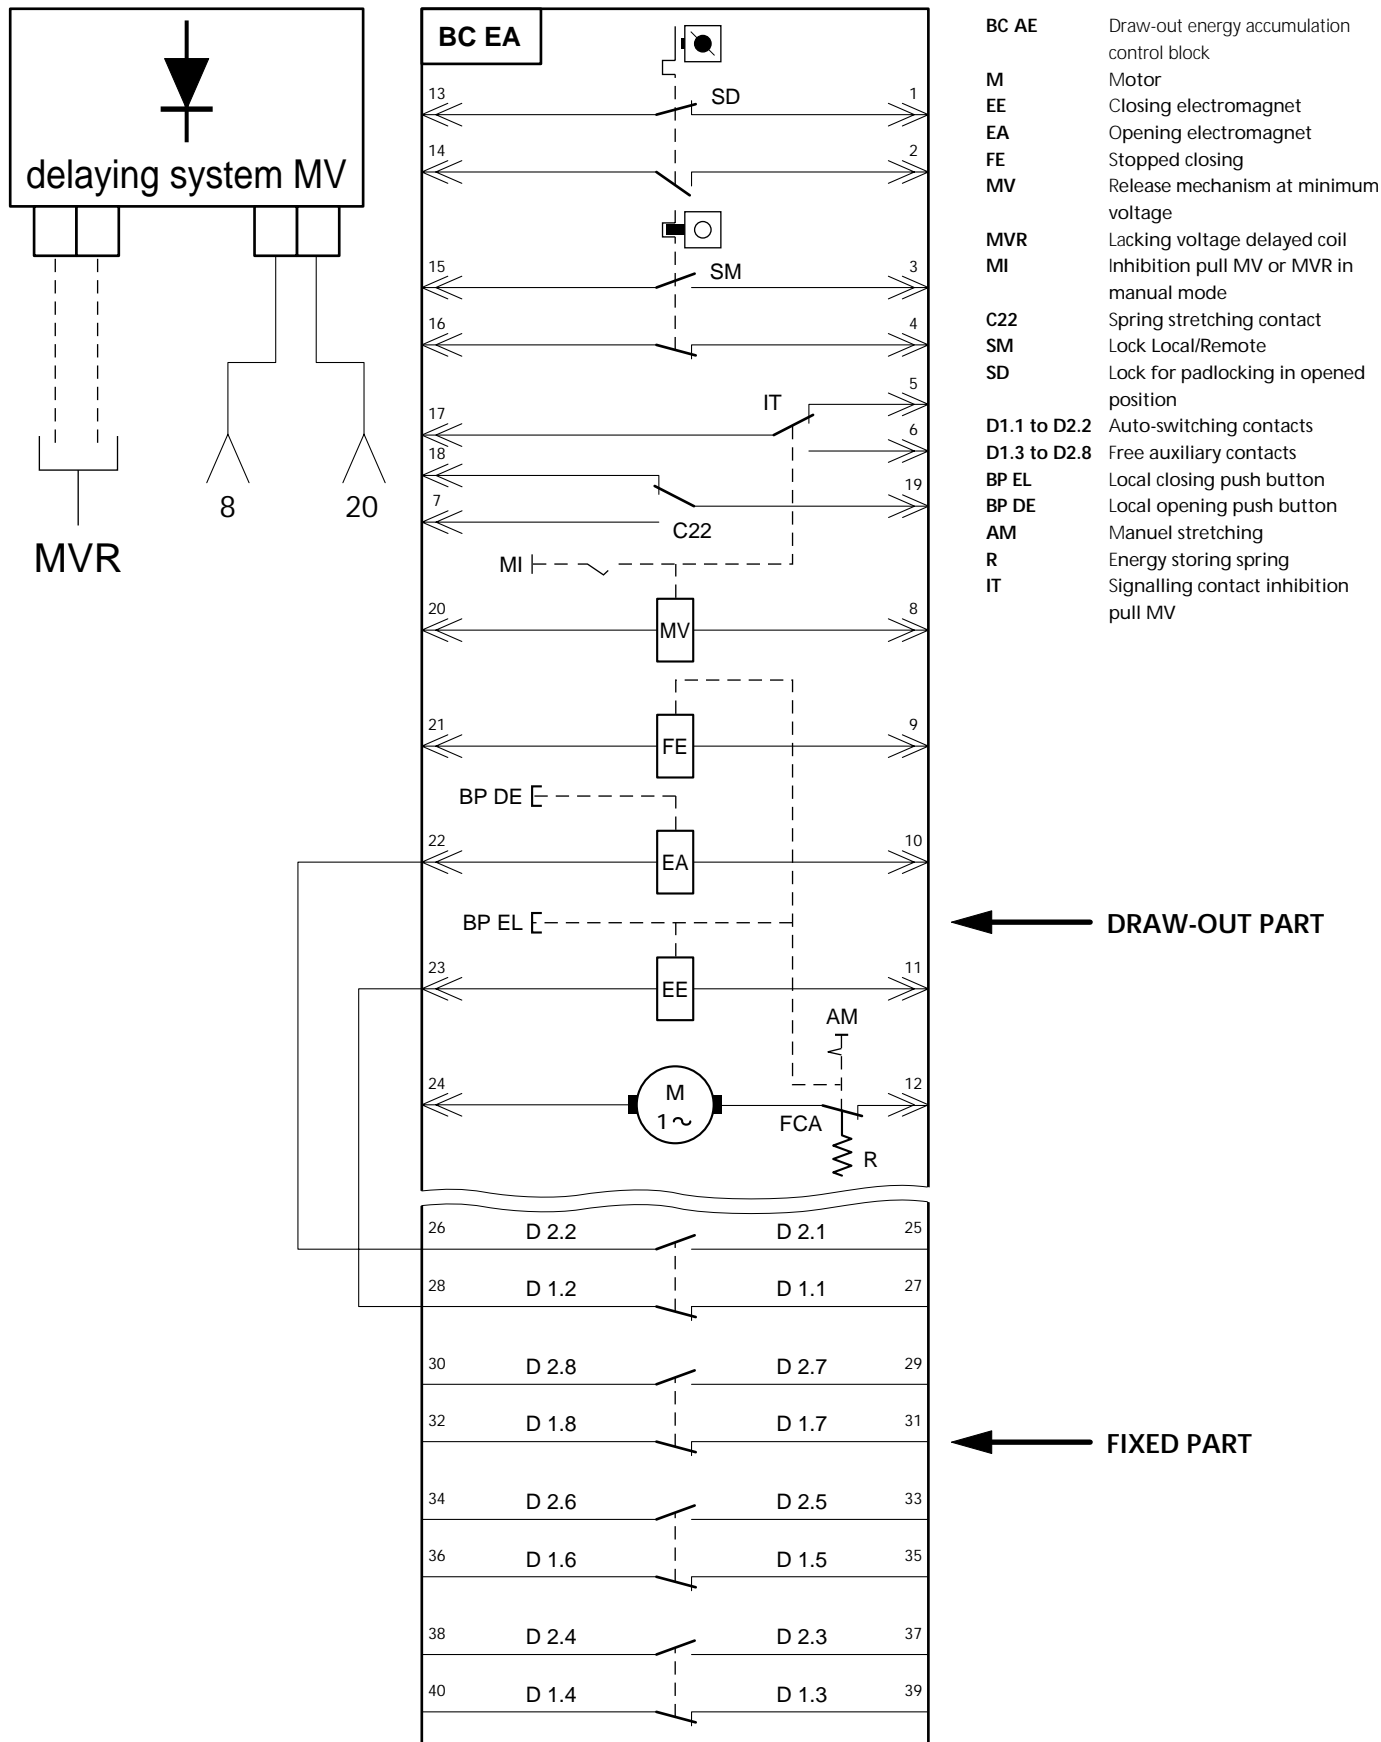 delaying system MV
8
20
MVR
BC EA
13
SD
1
14
2
15
SM
3
16
4
5
17
IT
6
18
7
19
C22
MI
20
MV
8
21
FE
9
BP DE
22
EA
10
BP EL
23
EE
11
AM
24
M
1~
FCA
12
R
26
D 2.2
D 2.1
25
28
D 1.2
D 1.1
27
30
D 2.8
D 2.7
29
32
D 1.8
D 1.7
31
34
D 2.6
D 2.5
33
36
D 1.6
D 1.5
35
38
D 2.4
D 2.3
37
40
D 1.4
D 1.3
39
BC AE Draw-out energy accumulation
control block
M Motor
EE Closing electromagnet
EA Opening electromagnet
FE Stopped closing
MV Release mechanism at minimum
voltage
MVR Lacking voltage delayed coil
MI Inhibition pull MV or MVR in
manual mode
C22 Spring stretching contact
SM Lock Local/Remote
SD Lock for padlocking in opened
position
D1.1 to D2.2 Auto-switching contacts
D1.3 to D2.8 Free auxiliary contacts
BP EL Local closing push button
BP DE Local opening push button
AM Manuel stretching
R Energy storing spring
IT Signalling contact inhibition
pull MV
DRAW-OUT PART
FIXED PART